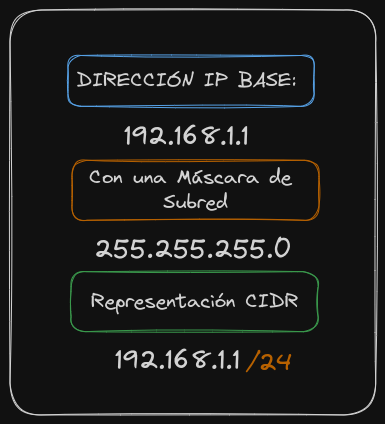 DIRECCIÓN IP BASE:
192.168.1.1
Con una Máscara de
Subred
255.255.255.0
Representación CIDR
192.168.1.1 /24